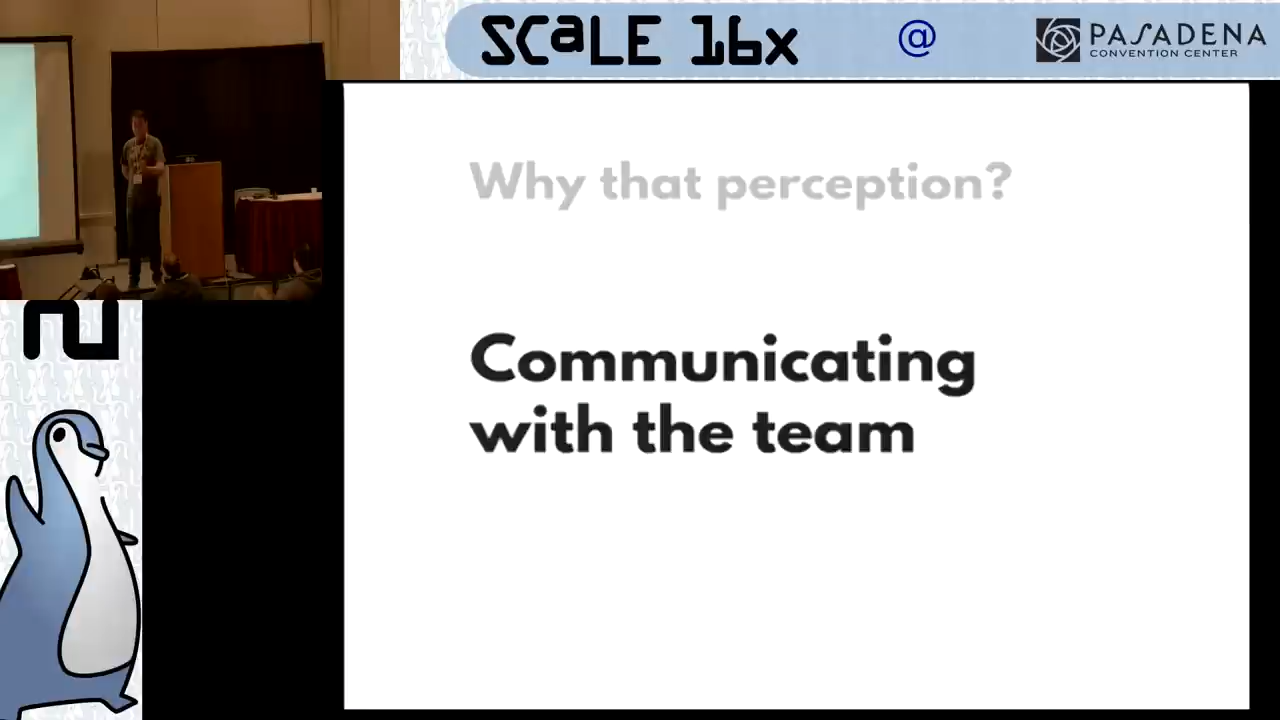 SCaLE 16x
@
PASADENA
CONVENTION CENTER
Why that perception?
Communicating
with the team